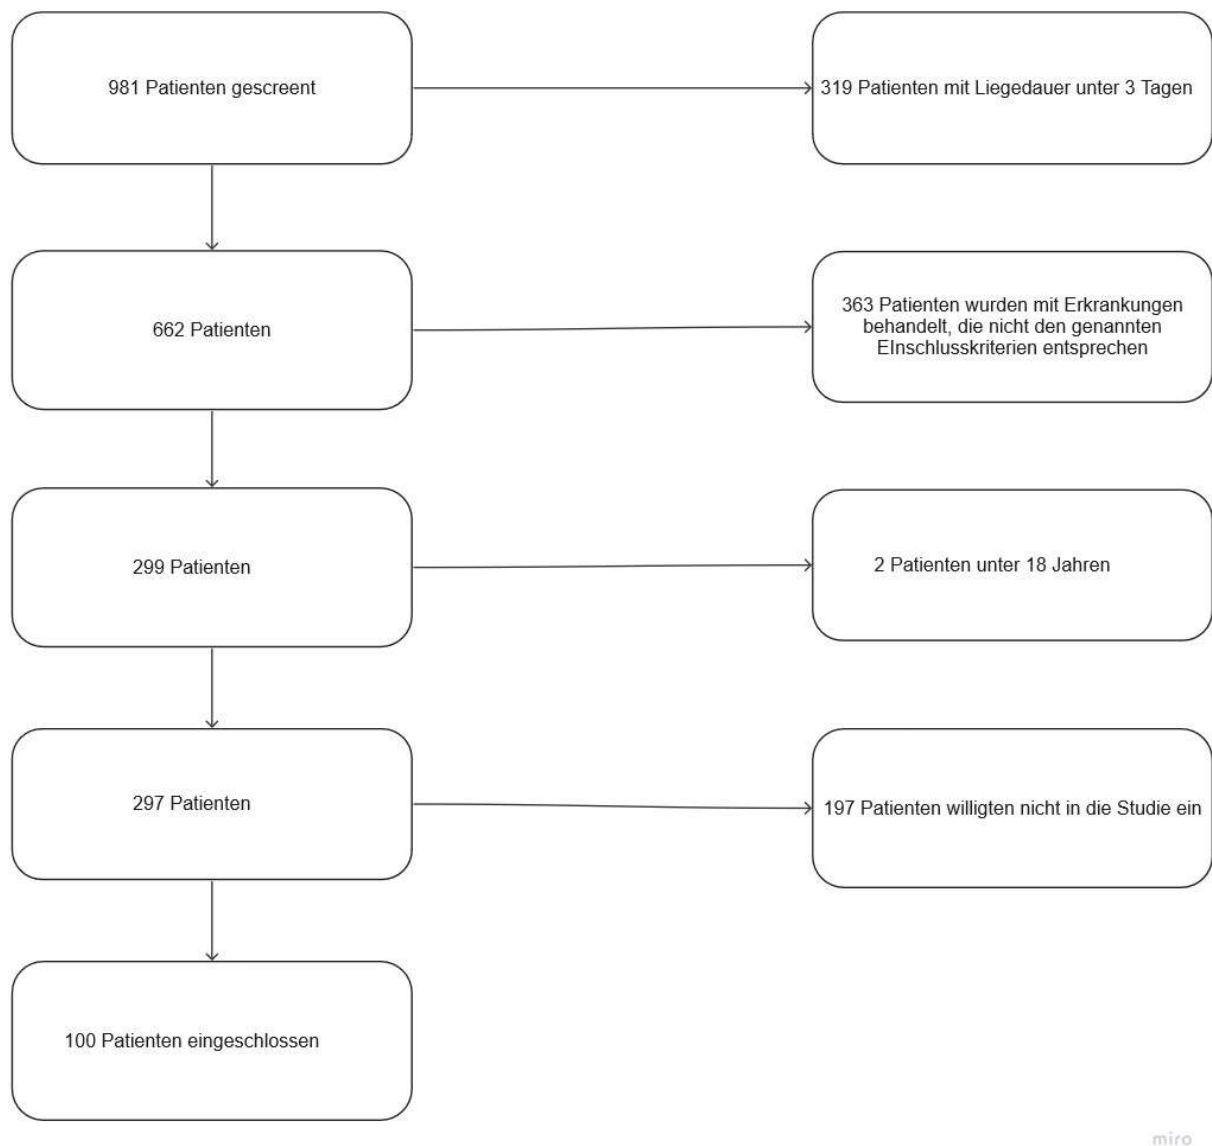 981 Patienten gescreent
319 Patienten mit Liegedauer unter 3 Tagen
662 Patienten
363 Patienten wurden mit Erkrankungen
behandelt, die nicht den genannten
EInschlusskriterien entsprechen
299 Patienten
2 Patienten unter 18 Jahren
297 Patienten
197 Patienten willigten nicht in die Studie ein
100 Patienten eingeschlossen
miro